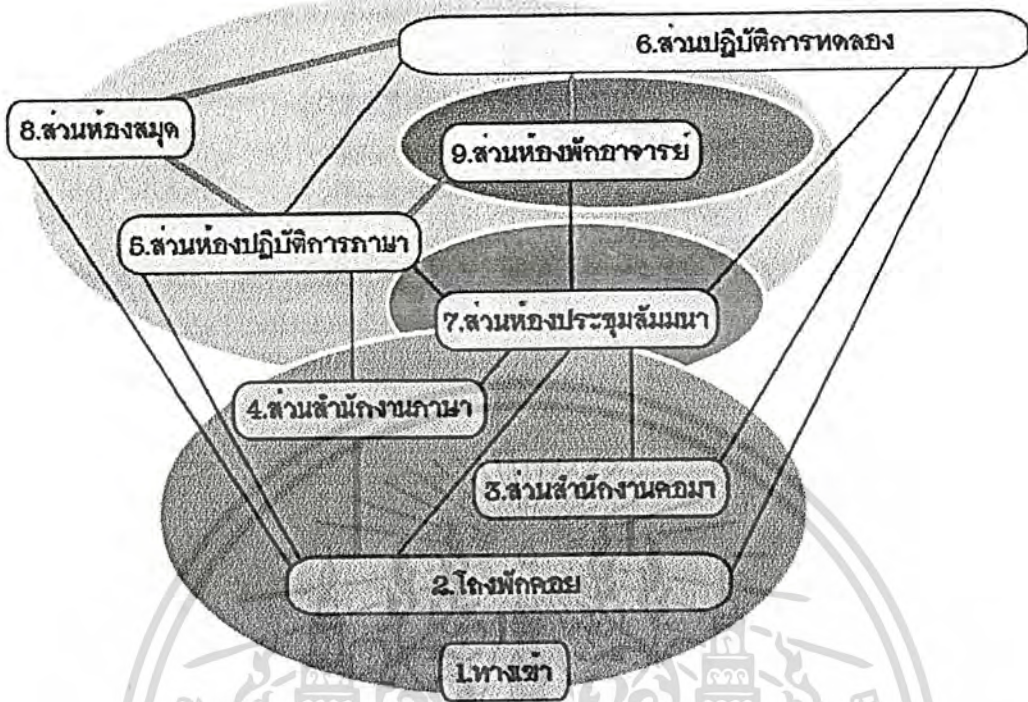 6.ส่วนปฏิบัติการทดลอง
8.ส่วนห้องสมุด
9.ส่วนห้องพักอาจารย์
5.ส่วนห้องปฏิบัติการภาษา
7.ส่วนห้องประชุมสัมมนา
4.ส่วนสำนักงานภาษา
3.ส่วนสำนักงานคอมฯ
2.โถงพักคอย
1.ทางเข้า